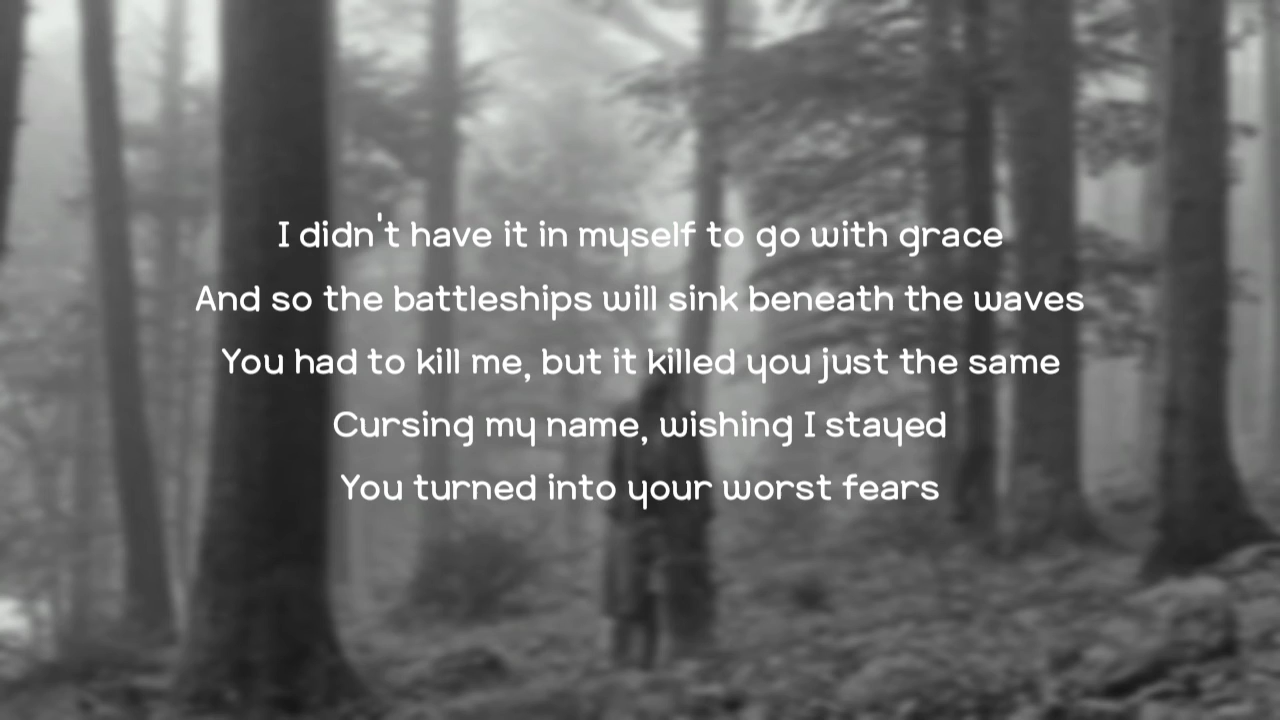 I didn't have it in myself to go with grace
And so the battleships will sink beneath the waves
You had to kill me, but it killed you just the same
Cursing my name, wishing I stayed
You turned into your worst fears